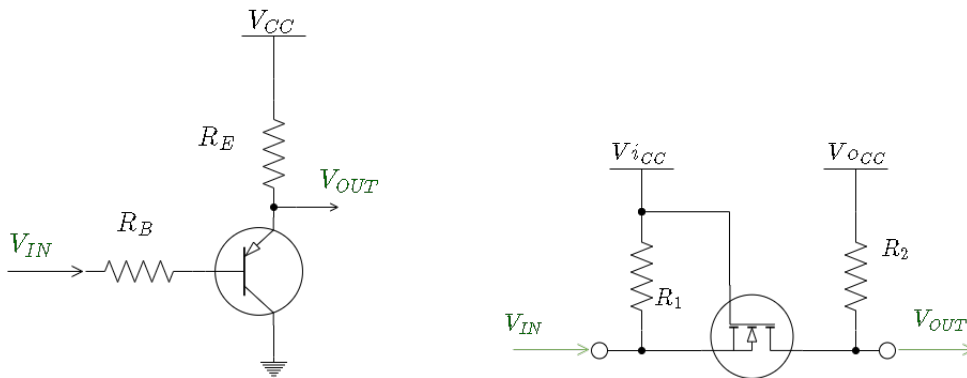 V_CC
R_E
V_OUT
R_B
V_IN
Vi_CC
Vo_CC
R_1
R_2
V_IN
V_OUT